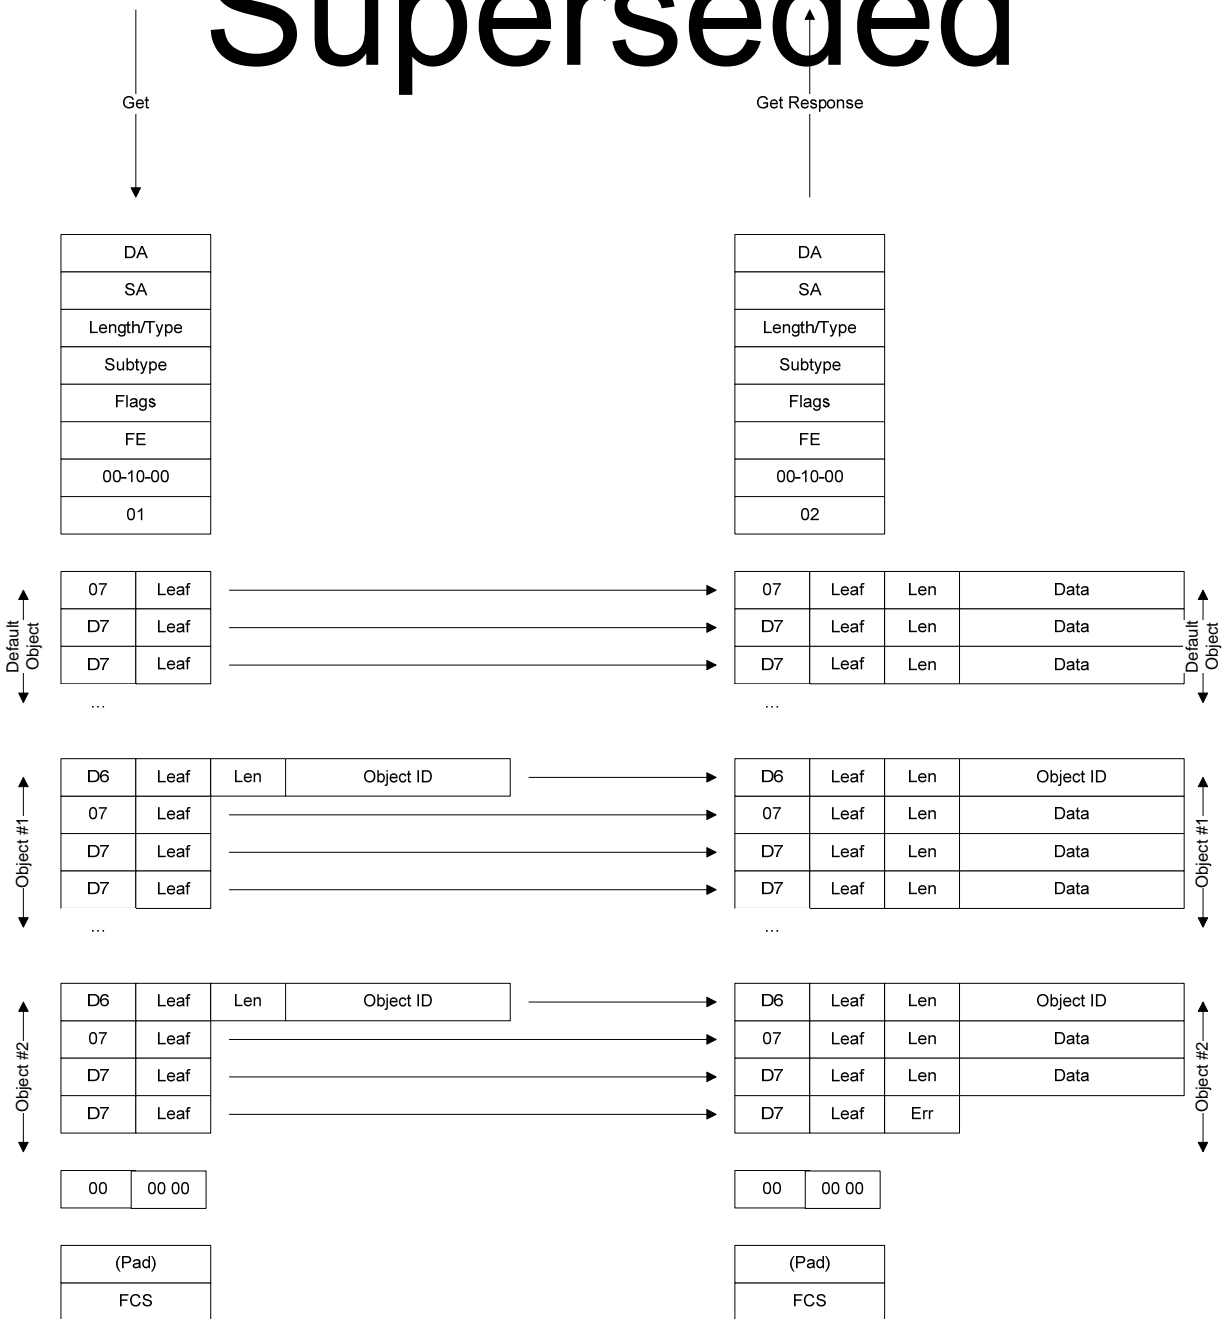 Superseded
Get Get Response
DA DA
SA SA
Length/Type Length/Type
Subtype Subtype
Flags Flags
FE FE
00-10-00 00-10-00
01 02
Default Object
07 Leaf 07 Leaf Len Data
D7 Leaf D7 Leaf Len Data
D7 Leaf D7 Leaf Len Data
Default Object
... ...
Object #1
D6 Leaf Len Object ID D6 Leaf Len Object ID
07 Leaf 07 Leaf Len Data
D7 Leaf D7 Leaf Len Data
D7 Leaf D7 Leaf Len Data
Object #1
... ...
Object #2
D6 Leaf Len Object ID D6 Leaf Len Object ID
07 Leaf 07 Leaf Len Data
D7 Leaf D7 Leaf Len Data
D7 Leaf D7 Leaf Err
Object #2
00 00 00 00 00 00
(Pad) (Pad)
FCS FCS